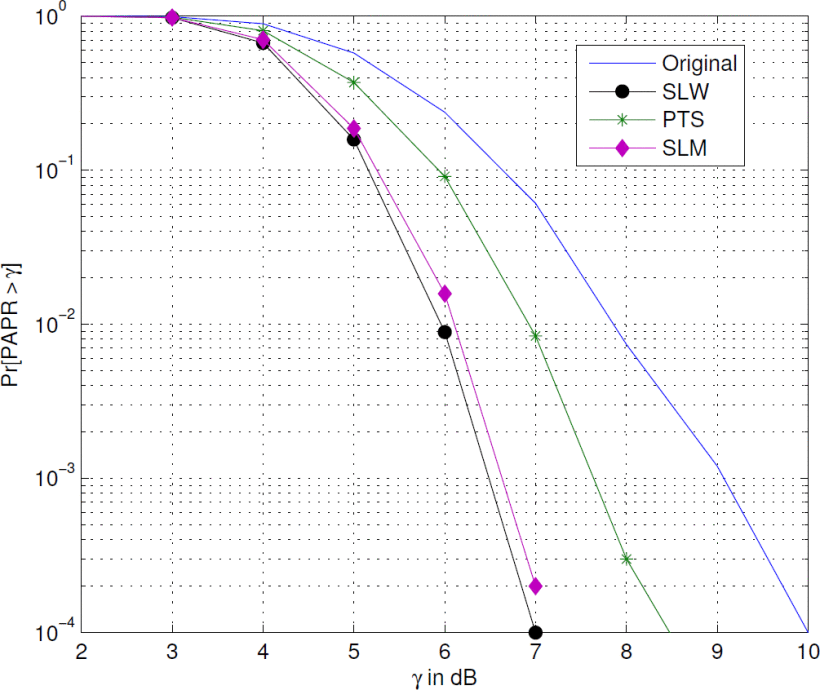 10^0
10^-1
10^-2
10^-3
10^-4
Pr[PAPR > γ]
Original
SLW
PTS
SLM
2 3 4 5 6 7 8 9 10
γ in dB